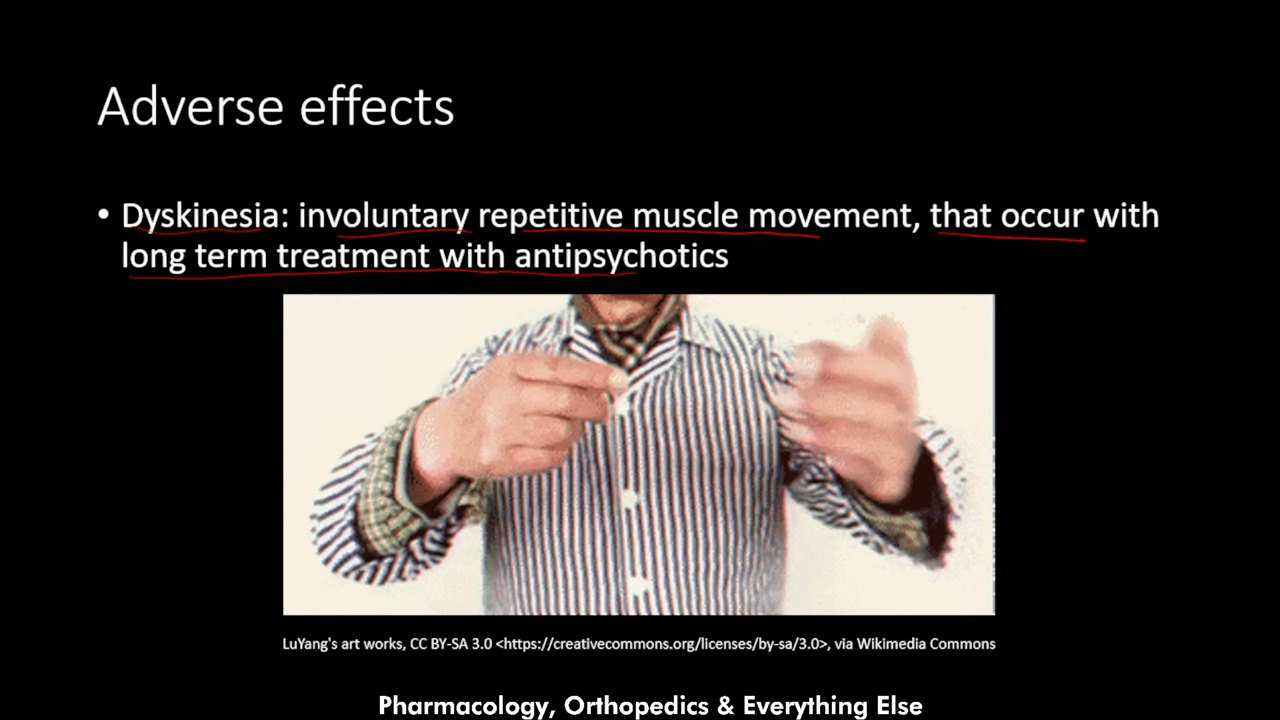 Adverse effects
• Dyskinesia: involuntary repetitive muscle movement, that occur with
long term treatment with antipsychotics
LuYang's art works, CC BY-SA 3.0 <https://creativecommons.org/licenses/by-sa/3.0>, via Wikimedia Commons
Pharmacology, Orthopedics & Everything Else